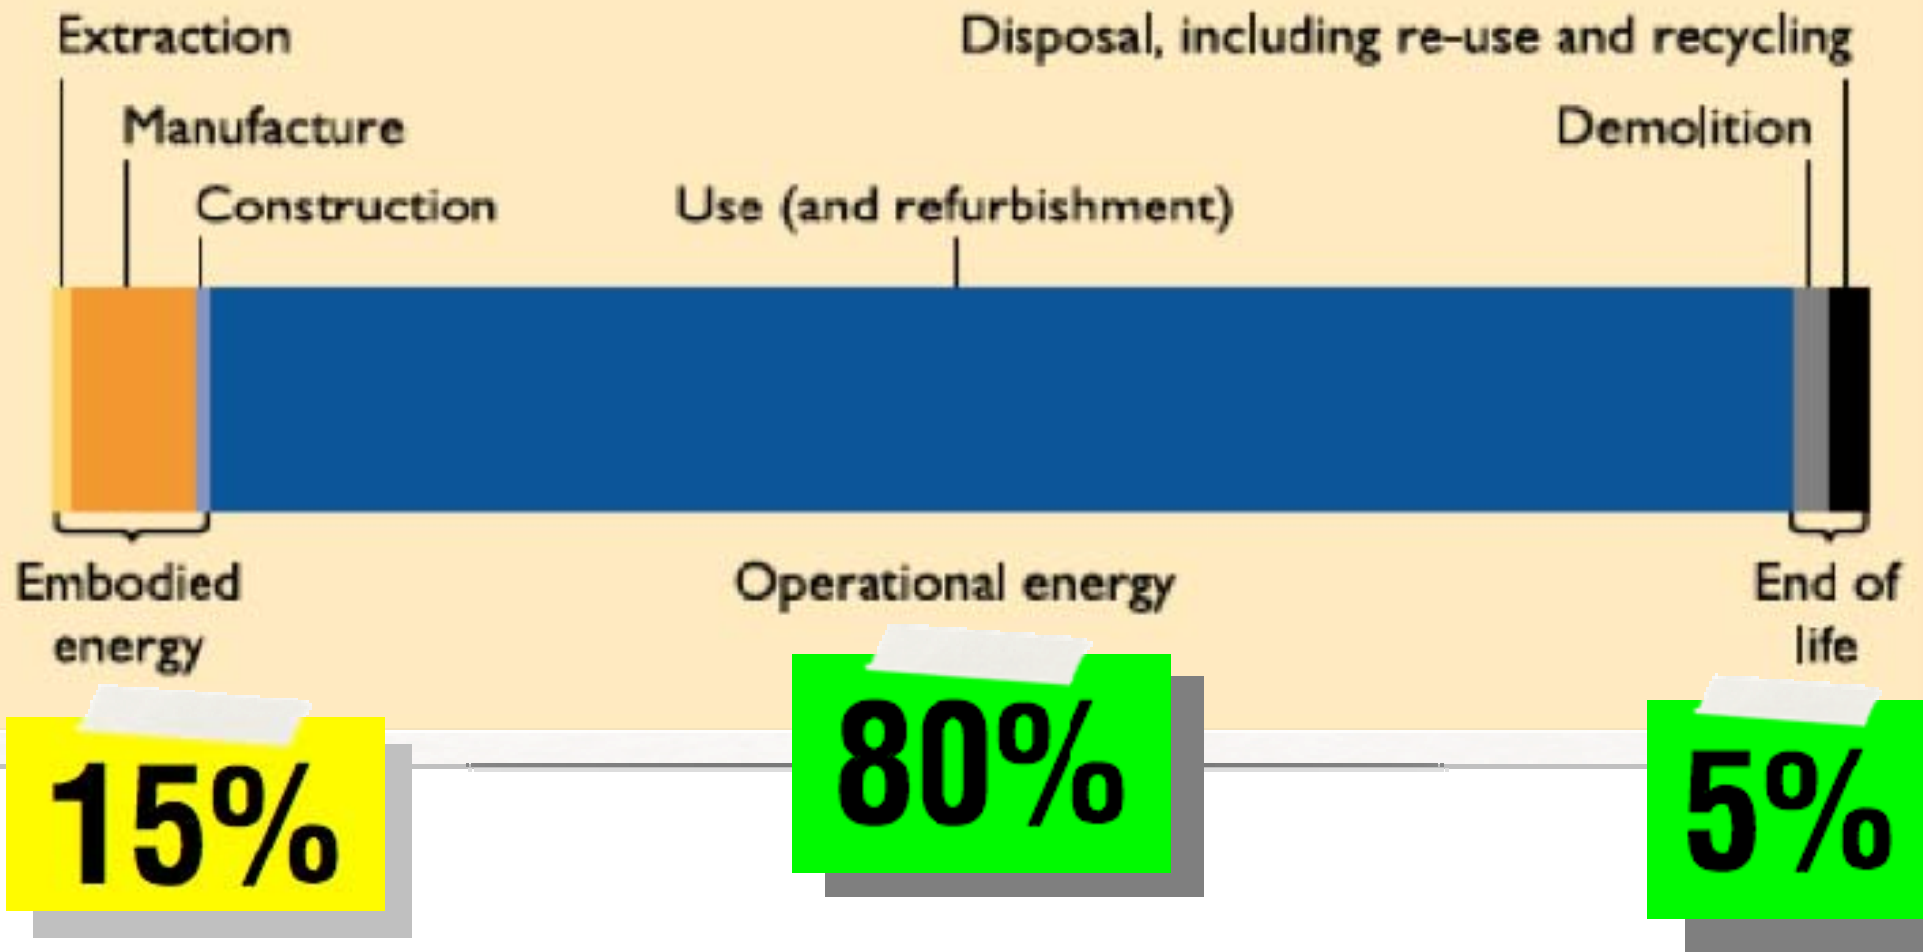 Extraction
Disposal, including re-use and recycling
Manufacture
Demolition
Construction
Use (and refurbishment)
Embodied
energy
Operational energy
End of
life
15%
80%
5%